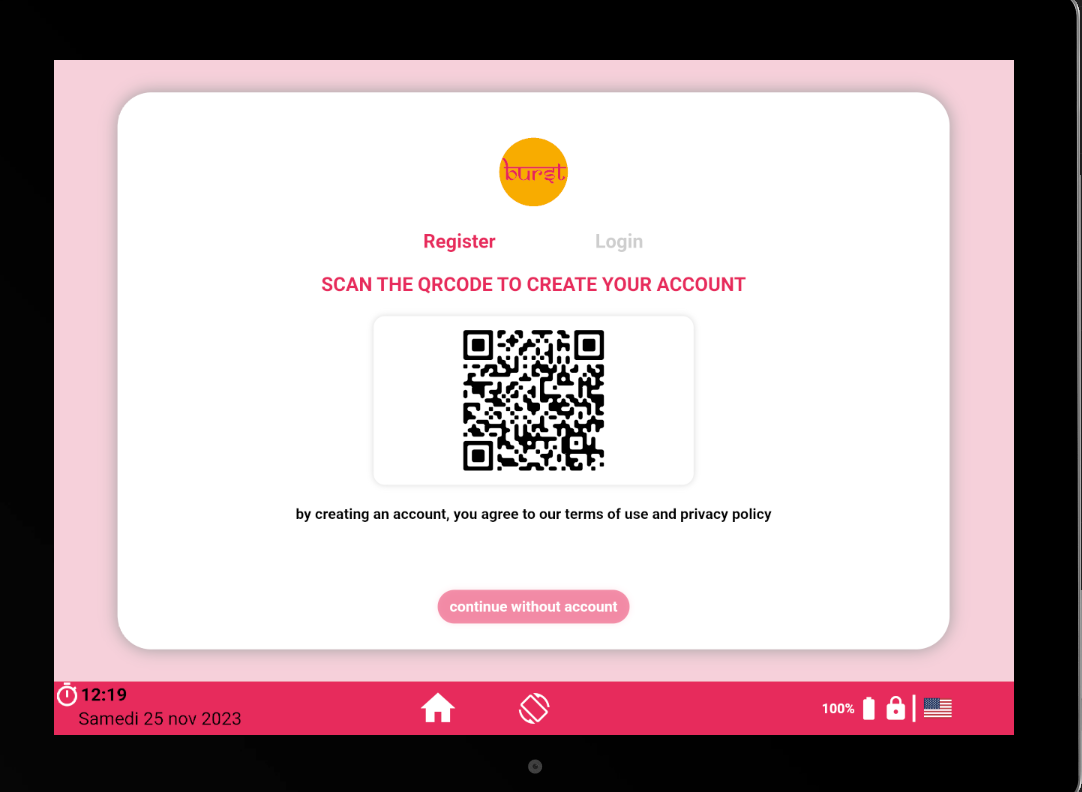 burst
Register Login
SCAN THE QRCODE TO CREATE YOUR ACCOUNT
by creating an account, you agree to our terms of use and privacy policy
continue without account
12:19
Samedi 25 nov 2023
100%